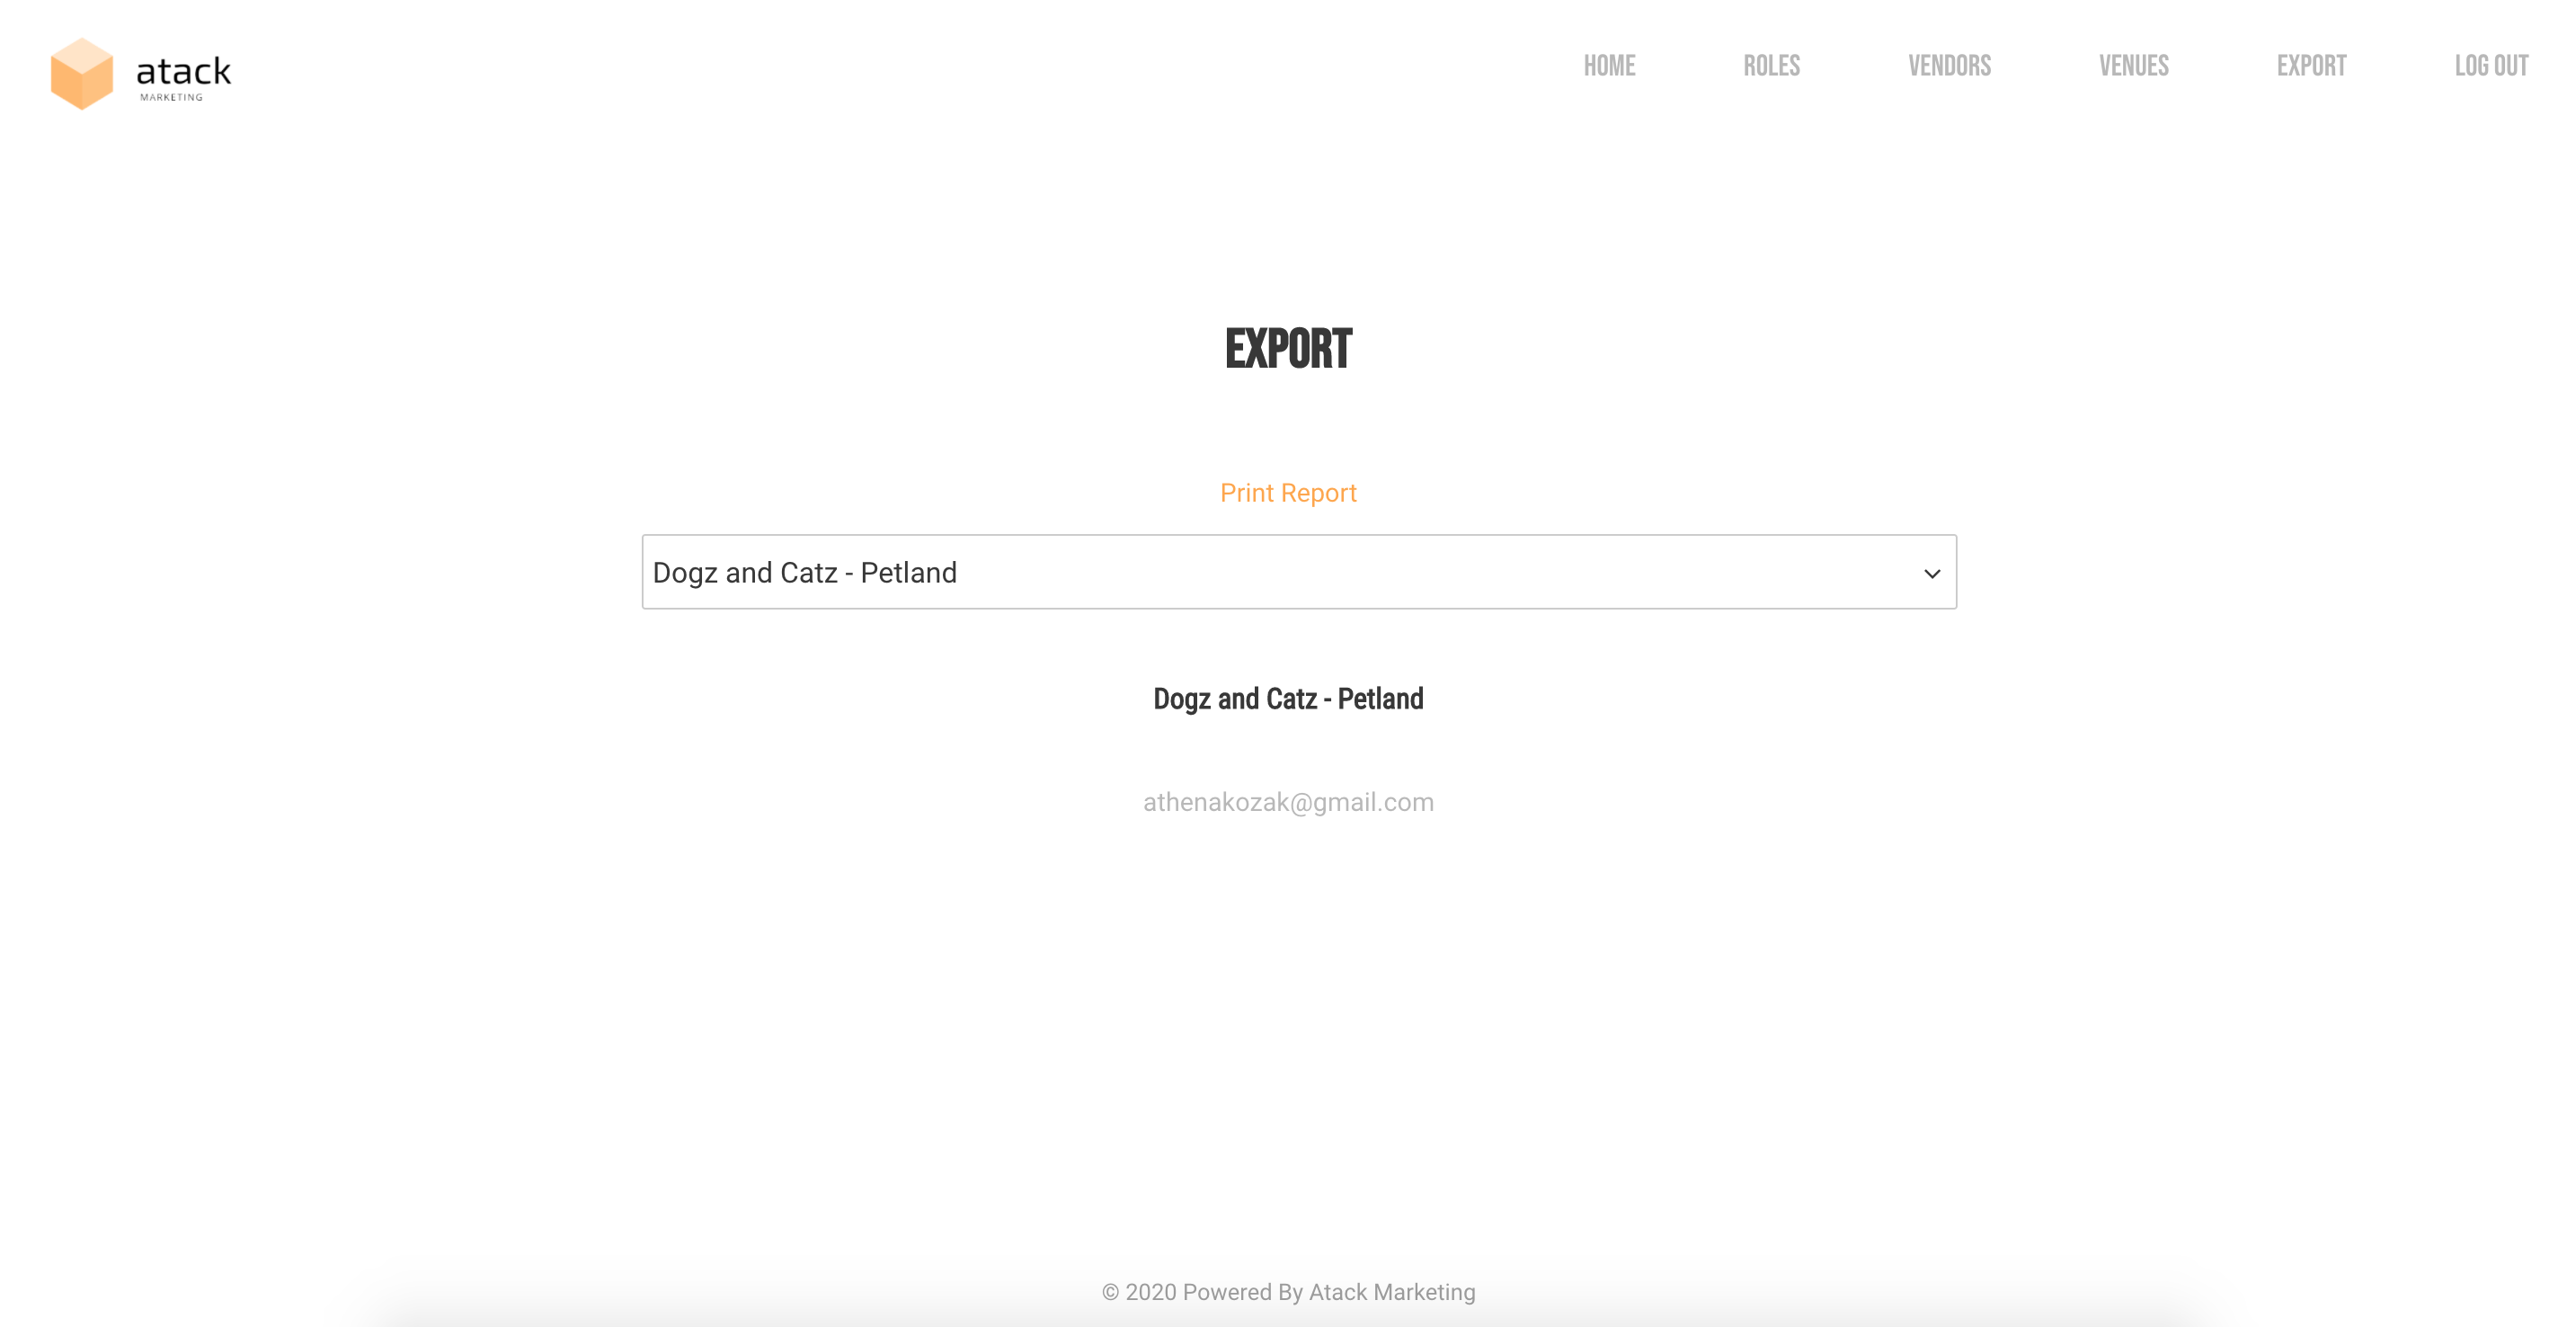 atack
MARKETING
HOME ROLES VENDORS VENUES EXPORT LOG OUT
EXPORT
Print Report
Dogz and Catz - Petland
Dogz and Catz - Petland
athenakozak@gmail.com
© 2020 Powered By Atack Marketing